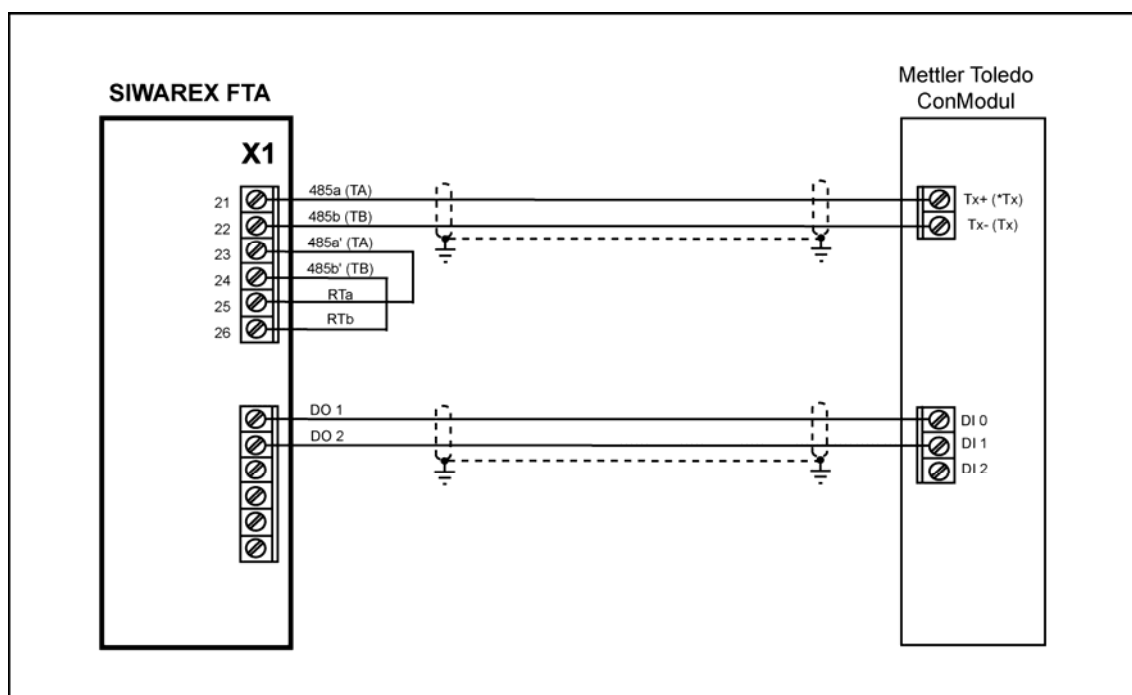 SIWAREX FTA
Mettler Toledo
ConModul
X1
21
485a (TA)
Tx+ (*Tx)
22
485b (TB)
Tx- (Tx)
23
485a' (TA)
24
485b' (TB)
25
RTa
26
RTb
DO 1
DI 0
DO 2
DI 1
DI 2